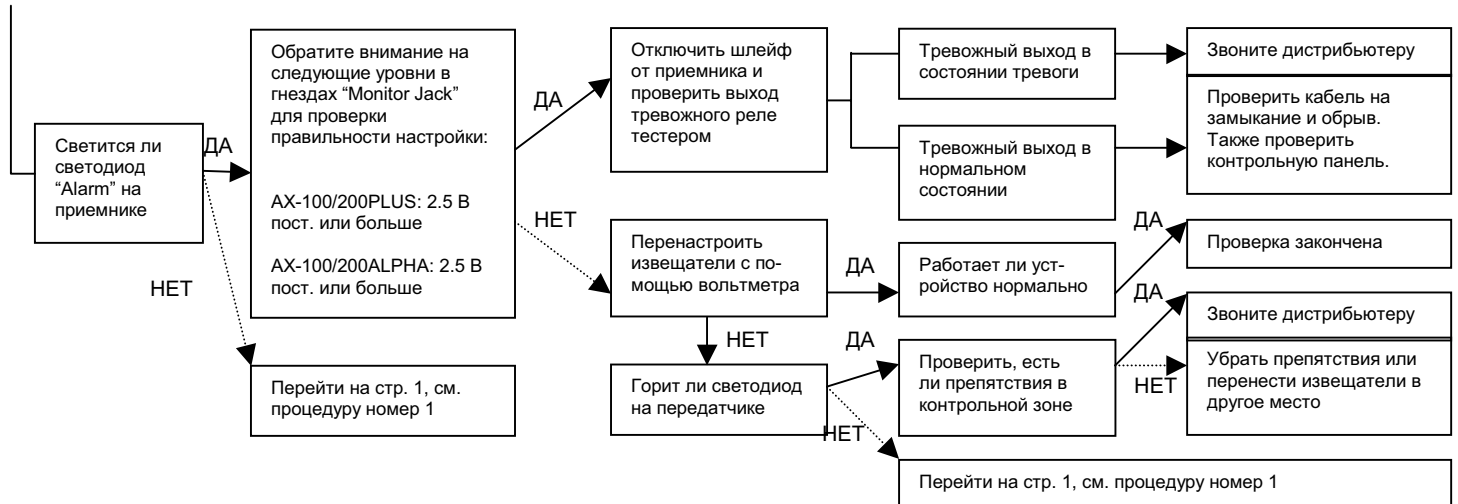 Светится ли
светодиод
“Alarm” на
приемнике
ДА
НЕТ
Обратите внимание на
следующие уровни в
гнездах “Monitor Jack”
для проверки
правильности настройки:
AX-100/200PLUS: 2.5 В
пост. или больше
AX-100/200ALPHA: 2.5 В
пост. или больше
Перейти на стр. 1, см.
процедуру номер 1
ДА
НЕТ
Отключить шлейф
от приемника и
проверить выход
тревожного реле
тестером
Перенастроить
извещатели с по-
мощью вольтметра
НЕТ
Горит ли светодиод
на передатчике
ДА
ДА
НЕТ
Тревожный выход в
состоянии тревоги
Тревожный выход в
нормальном
состоянии
Работает ли уст-
ройство нормально
Проверить, есть
ли препятствия в
контрольной зоне
Перейти на стр. 1, см. процедуру номер 1
ДА
ДА
НЕТ
Звоните дистрибьютеру
Проверить кабель на
замыкание и обрыв.
Также проверить
контрольную панель.
Проверка закончена
Звоните дистрибьютеру
Убрать препятствия или
перенести извещатели в
другое место